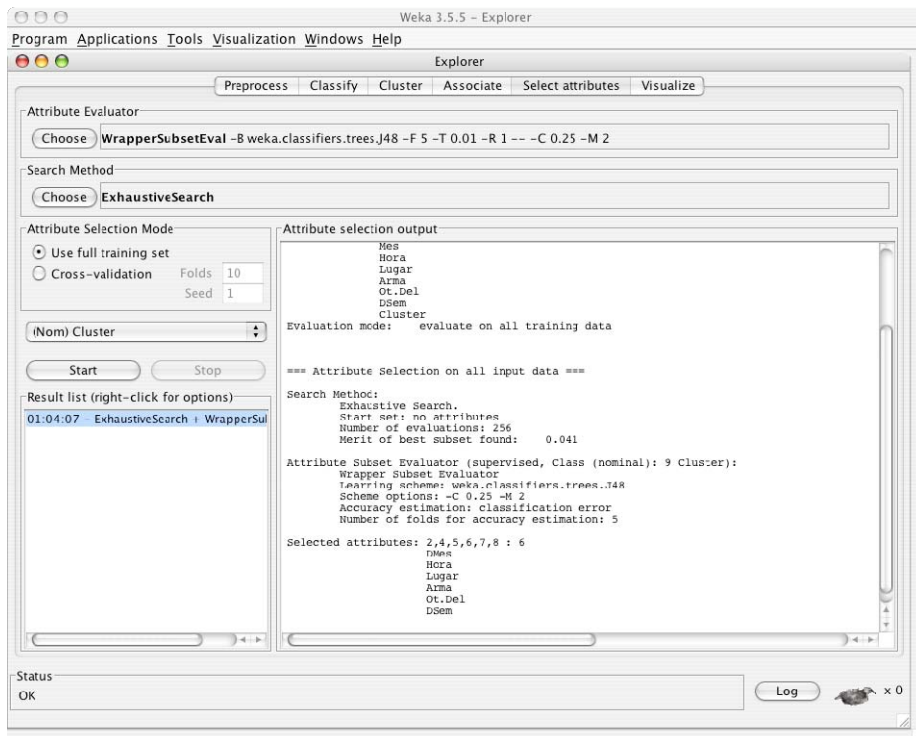 Weka 3.5.5 – Explorer
Program Applications Tools Visualization Windows Help
Explorer
Preprocess Classify Cluster Associate Select attributes Visualize
Attribute Evaluator
Choose WrapperSubsetEval -B weka.classifiers.trees.J48 -F 5 -T 0.01 -R 1 -- -C 0.25 -M 2
Search Method
Choose ExhaustiveSearch
Attribute Selection Mode
Use full training set
Cross-validation Folds 10
Seed 1
(Nom) Cluster
Start Stop
Result list (right-click for options)
01:04:07 - ExhaustiveSearch + WrapperSul
Attribute selection output
Mes
Hora
Lugar
Arma
Ot.Del
DSem
Cluster
Evaluation mode: evaluate on all training data
=== Attribute Selection on all input data ===
Search Method:
Exhaustive Search.
Start set: no attributes
Number of evaluations: 256
Merit of best subset found: 0.041
Attribute Subset Evaluator (supervised, Class (nominal): 9 Cluster):
Wrapper Subset Evaluator
Learning scheme: weka.classifiers.trees.J48
Scheme options: -C 0.25 -M 2
Accuracy estimation: classification error
Number of folds for accuracy estimation: 5
Selected attributes: 2,4,5,6,7,8 : 6
DMes
Hora
Lugar
Arma
Ot.Del
DSem
Status
OK
Log x 0